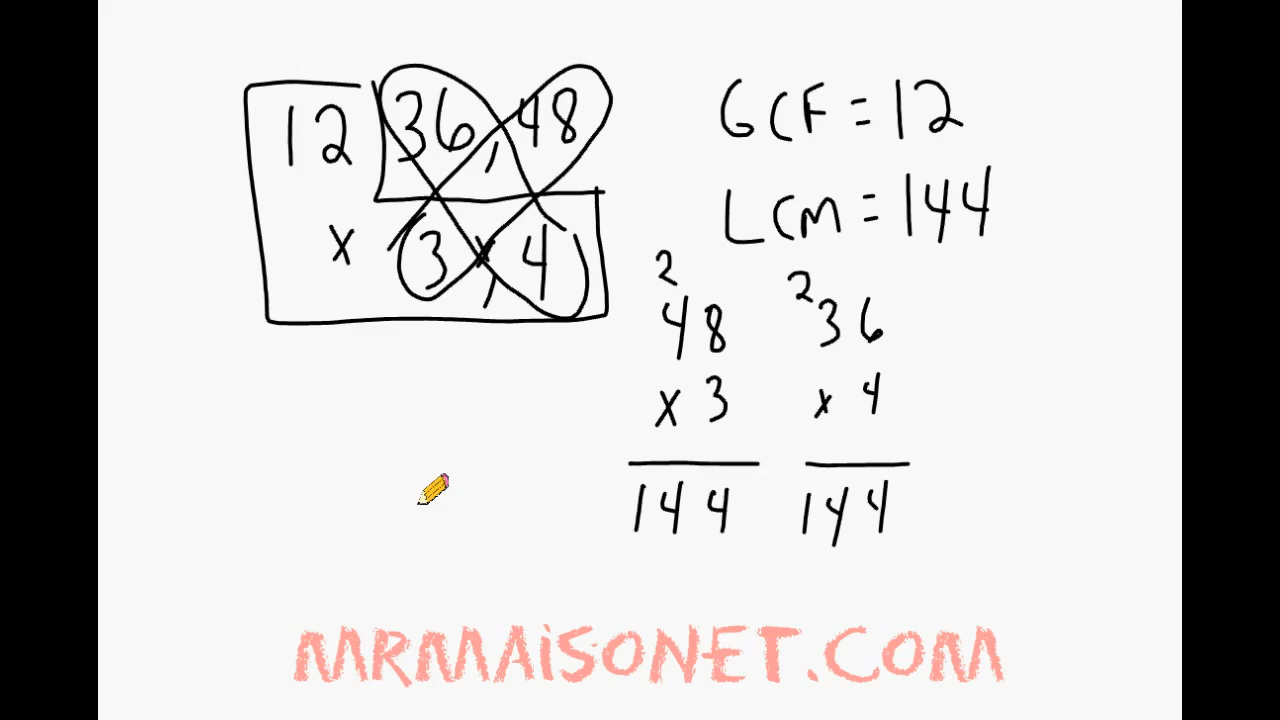 12 36, 48
x 3, 4
GCF = 12
LCM = 144
2
48
x 3
144
2
36
x 4
144
MRMAiSONET.COM